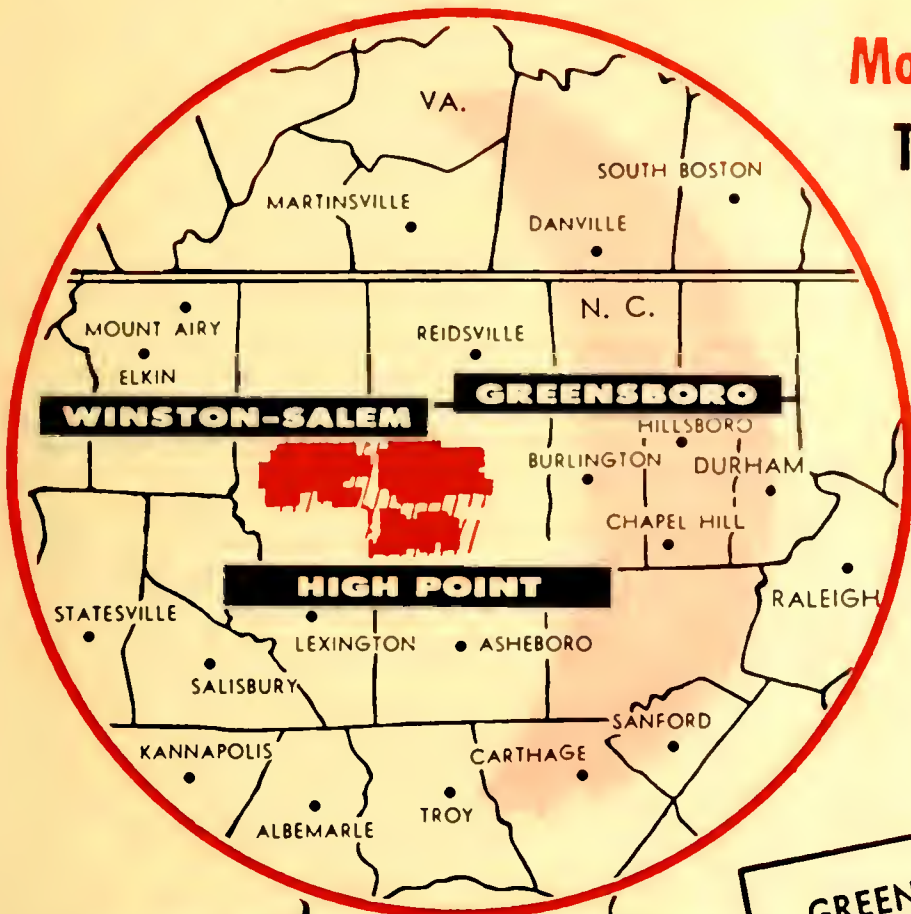 VA.
SOUTH BOSTON
MARTINSVILLE
DANVILLE
N. C.
MOUNT AIRY
REIDSVILLE
ELKIN
GREENSBORO
WINSTON-SALEM
HILLSBORO
BURLINGTON
DURHAM
CHAPEL HILL
HIGH POINT
RALEIGH
STATESVILLE
LEXINGTON
ASHEBORO
SALISBURY
SANFORD
KANNAPOLIS
CARTHAGE
TROY
ALBEMARLE
GREEN